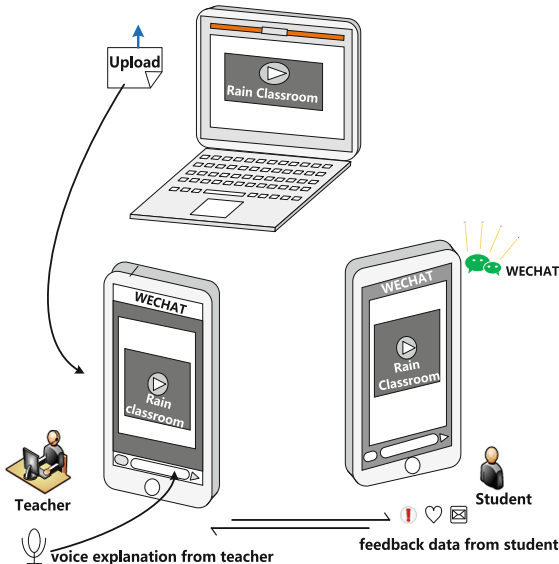 Upload
Rain Classroom
WECHAT
WECHAT
WECHAT
Rain
classroom
Rain
Classroom
Teacher
Student
voice explanation from teacher
feedback data from student